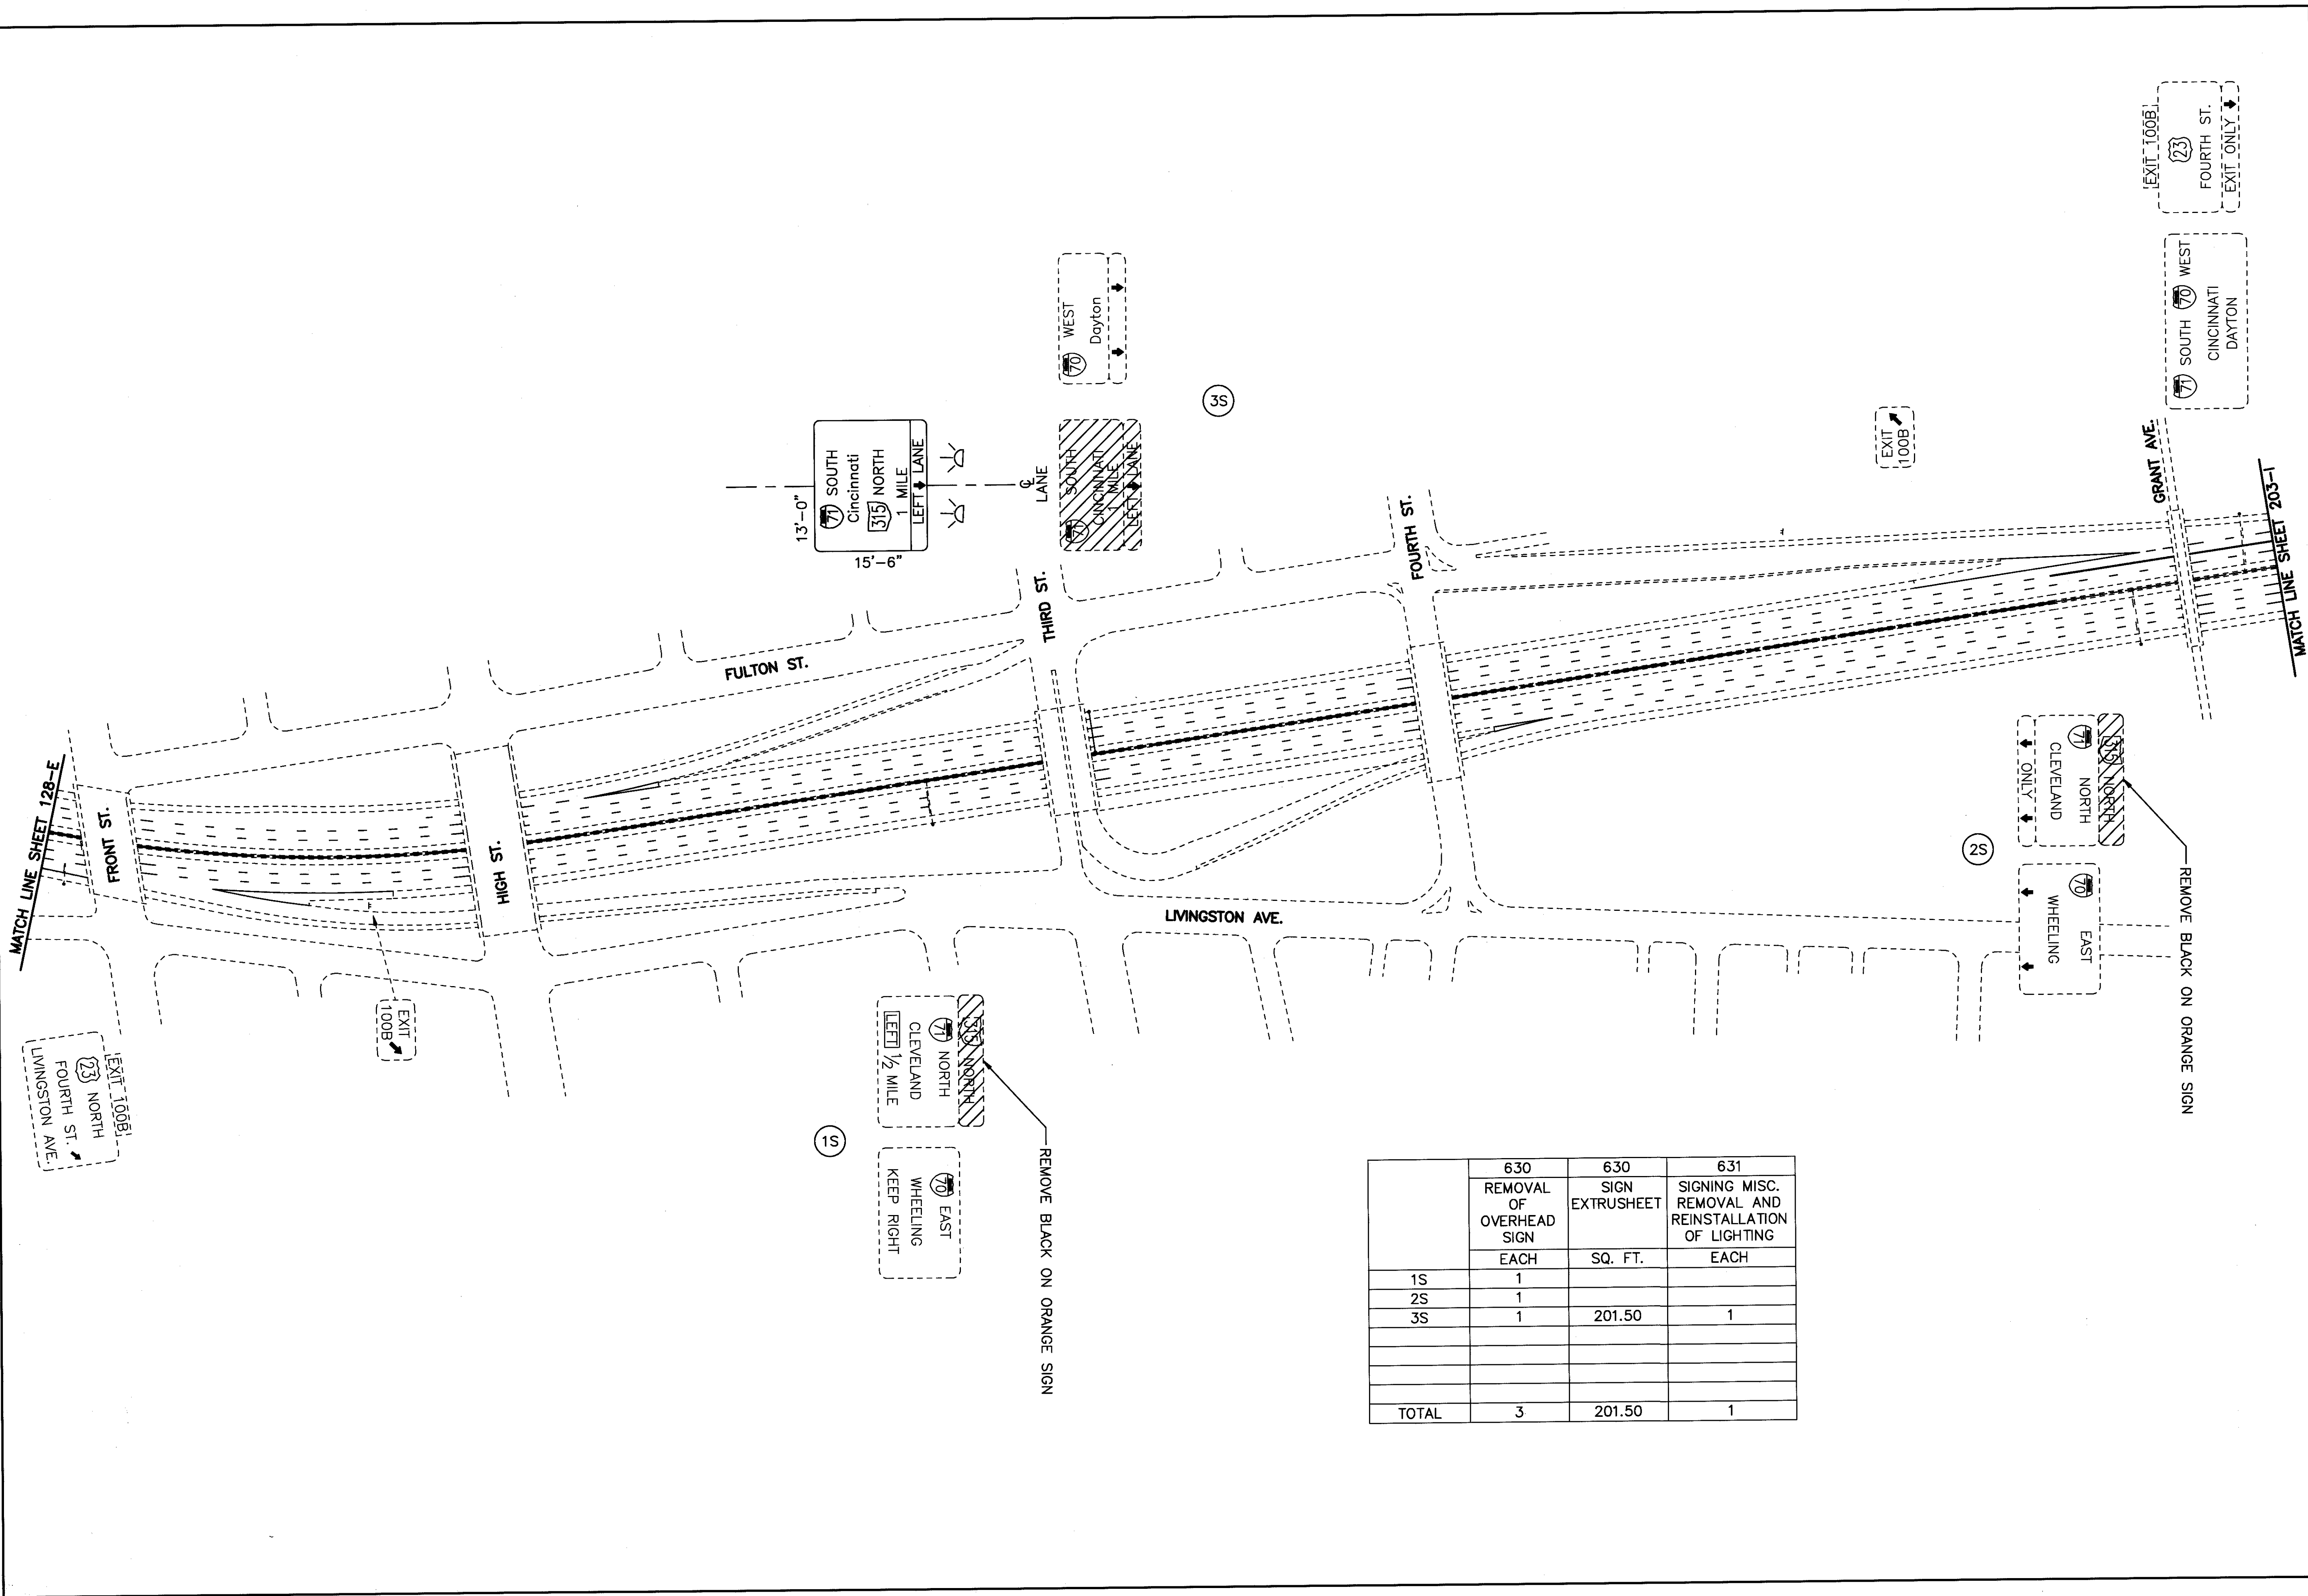 EXIT 100B
23
FOURTH ST.
EXIT ONLY
71 SOUTH 70 WEST
CINCINNATI
DAYTON
70 WEST
Dayton
3S
71 SOUTH
Cincinnati
315 NORTH
1
MILE
LEFT LANE
13'-0"
15'-6"
℄
LANE
71 SOUTH
CINCINNATI
1 MILE
LEFT LANE
EXIT
100B
GRANT AVE.
MATCH LINE SHEET 203-I
FOURTH ST.
THIRD ST.
FULTON ST.
HIGH ST.
FRONT ST.
MATCH LINE SHEET 128-E
LIVINGSTON AVE.
315 NORTH
71 NORTH
CLEVELAND
ONLY
2S
70 EAST
WHEELING
REMOVE BLACK ON ORANGE SIGN
EXIT
100B
EXIT 100B
23 NORTH
FOURTH ST.
LIVINGSTON AVE.
315 NORTH
71 NORTH
CLEVELAND
LEFT 1/2 MILE
1S
70 EAST
WHEELING
KEEP RIGHT
REMOVE BLACK ON ORANGE SIGN
630 630 631
REMOVAL OF OVERHEAD SIGN
SIGN EXTRUSHEET
SIGNING MISC. REMOVAL AND REINSTALLATION OF LIGHTING
EACH SQ. FT. EACH
1S 1
2S 1
3S 1 201.50 1
TOTAL 3 201.50 1